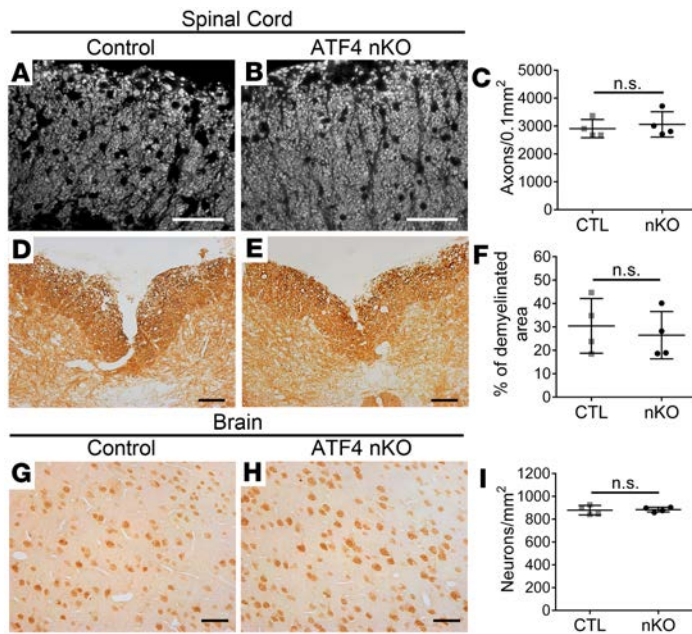 Spinal Cord
Control
ATF4 nKO
A
B
C
n.s.
5000
4000
3000
2000
1000
0
Axons/0.1mm²
CTL
nKO
D
E
F
n.s.
60
50
40
30
20
10
0
% of demyelinated
area
CTL
nKO
Brain
Control
ATF4 nKO
G
H
I
n.s.
1200
1000
800
600
400
200
0
Neurons/mm²
CTL
nKO